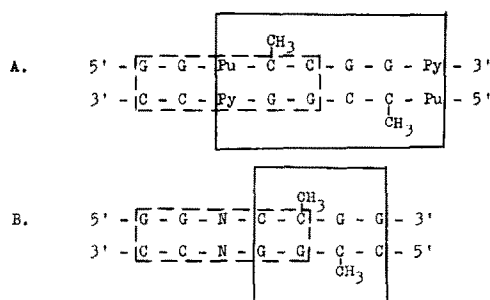 CH3
A. 5' - G - G - Pu - C - C - G - G - Py - 3'
3' - C - C - Py - G - G - C - C - Pu - 5'
CH3
CH3
B. 5' - G - G - N - C - C - G - G - 3'
3' - C - C - N - G - G - C - C - 5'
CH3